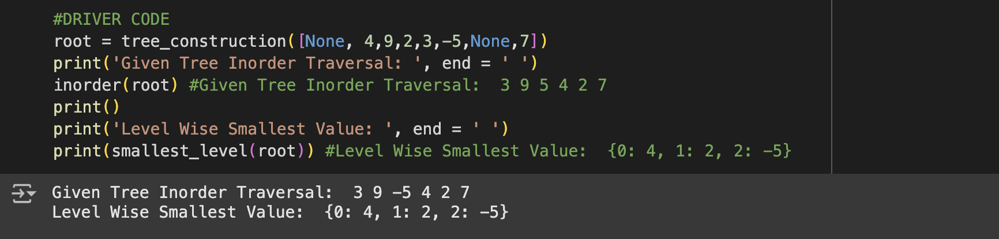 #DRIVER CODE
root = tree_construction([None, 4,9,2,3,-5,None,7])
print('Given Tree Inorder Traversal: ', end = ' ')
inorder(root) #Given Tree Inorder Traversal:  3 9 5 4 2 7
print()
print('Level Wise Smallest Value: ', end = ' ')
print(smallest_level(root)) #Level Wise Smallest Value:  {0: 4, 1: 2, 2: -5}
Given Tree Inorder Traversal:  3 9 -5 4 2 7
Level Wise Smallest Value:  {0: 4, 1: 2, 2: -5}